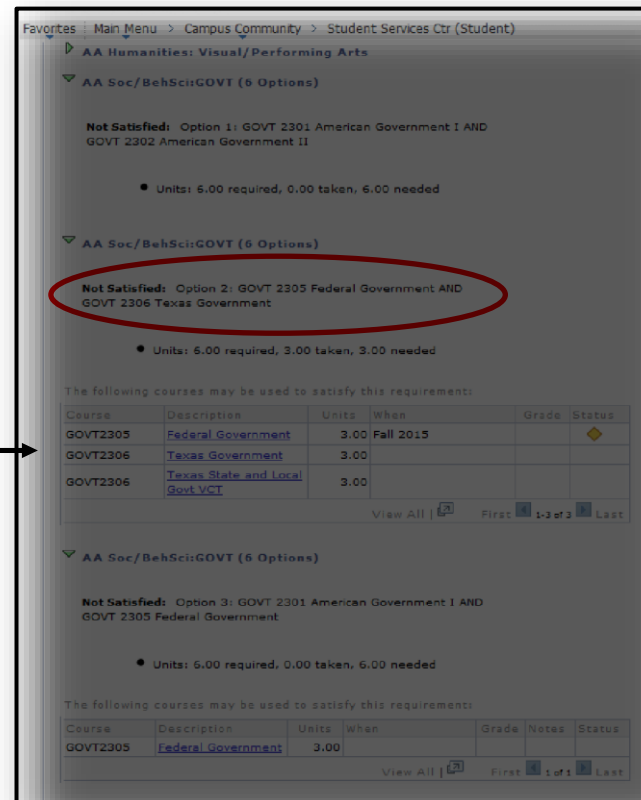 Favorites Main Menu > Campus Community > Student Services Ctr (Student)
AA Humanities: Visual/Performing Arts
AA Soc/BehSci:GOVT (6 Options)
Not Satisfied: Option 1: GOVT 2301 American Government I AND
GOVT 2302 American Government II
Units: 6.00 required, 0.00 taken, 6.00 needed
AA Soc/BehSci:GOVT (6 Options)
Not Satisfied: Option 2: GOVT 2305 Federal Government AND
GOVT 2306 Texas Government
Units: 6.00 required, 3.00 taken, 3.00 needed
The following courses may be used to satisfy this requirement:
Course Description Units When Grade Status
GOVT2305 Federal Government 3.00 Fall 2015
GOVT2306 Texas Government 3.00
GOVT2306 Texas State and Local Govt VCT 3.00
View All | First 1-3 of 3 Last
AA Soc/BehSci:GOVT (6 Options)
Not Satisfied: Option 3: GOVT 2301 American Government I AND
GOVT 2305 Federal Government
Units: 6.00 required, 0.00 taken, 6.00 needed
The following courses may be used to satisfy this requirement:
Course Description Units When Grade Notes Status
GOVT2305 Federal Government 3.00
View All | First 1 of 1 Last